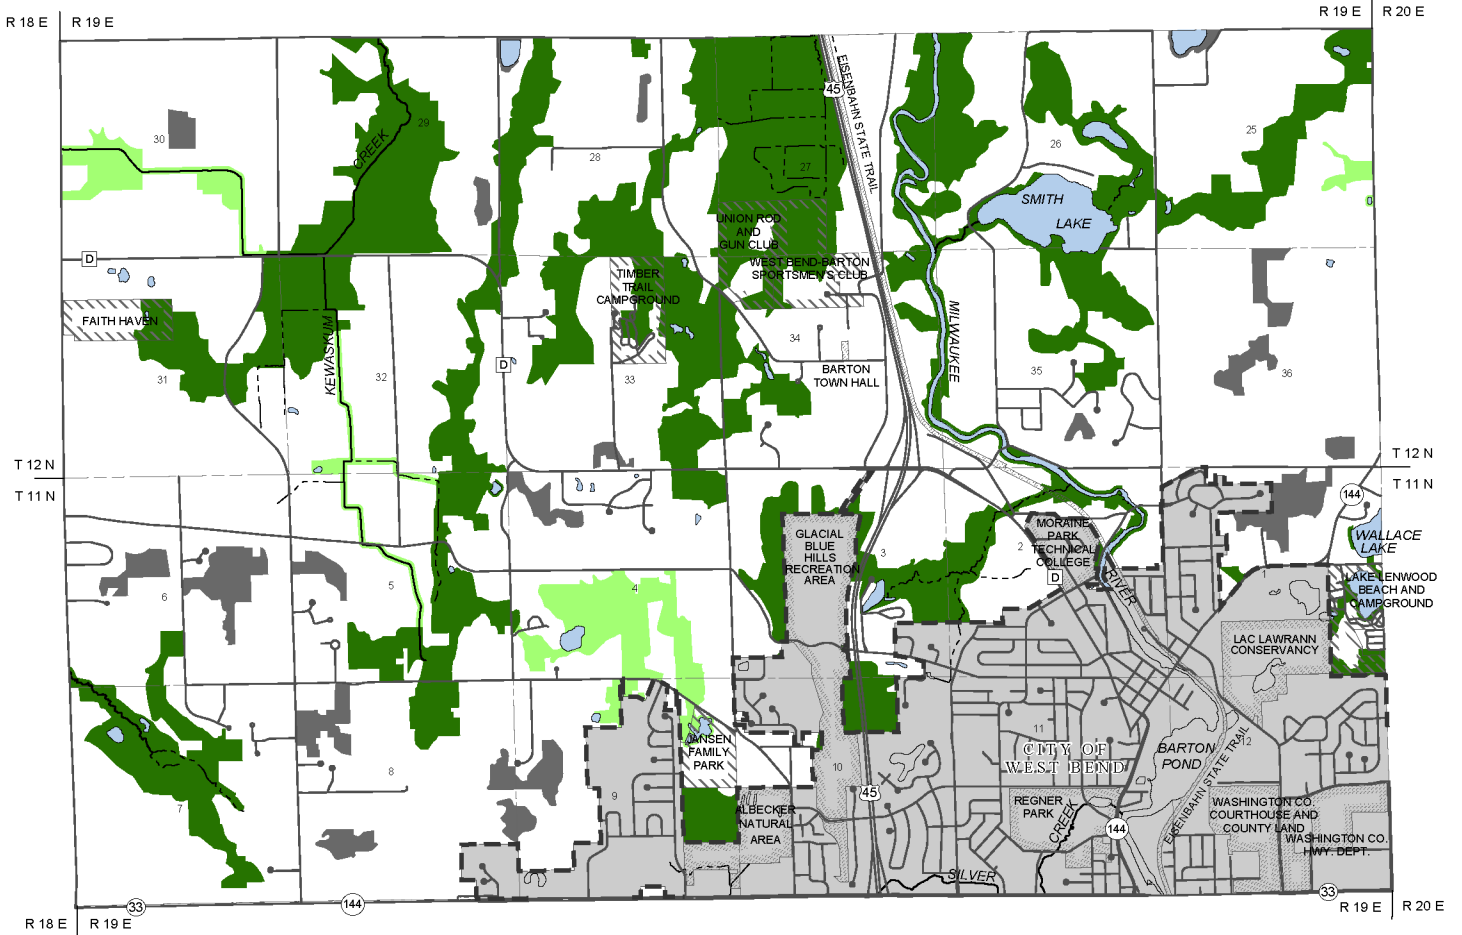 R 18 E
R 19 E
R 19 E
R 20 E
EISENBAHN STATE TRAIL
45
30
29
CREEK
28
27
26
25
SMITH
LAKE
UNION ROD
AND
GUN CLUB
WEST BEND-BARTON
SPORTSMEN'S CLUB
D
TIMBER
TRAIL
CAMPGROUND
FAITH HAVEN
KEWASKUM
MILWAUKEE
34
D
BARTON
TOWN HALL
31
32
33
35
36
T 12 N
T 11 N
T 12 N
T 11 N
144
WALLACE
LAKE
GLACIAL
BLUE
HILLS
RECREATION
AREA
MORAINE
PARK
TECHNICAL
COLLEGE
3
2
D
RIVER
1
LAKE LENWOOD
BEACH AND
CAMPGROUND
6
5
4
LAC LAWRANN
CONSERVANCY
JANSEN
FAMILY
PARK
11
CITY OF
WEST BEND
BARTON
POND
12
EISENBAHN STATE TRAIL
8
10
7
9
45
ALBECKER
NATURAL
AREA
REGNER
PARK
CREEK
144
WASHINGTON CO.
COURTHOUSE AND
COUNTY LAND
WASHINGTON CO.
HWY. DEPT.
SILVER
33
144
33
R 18 E
R 19 E
R 19 E
R 20 E